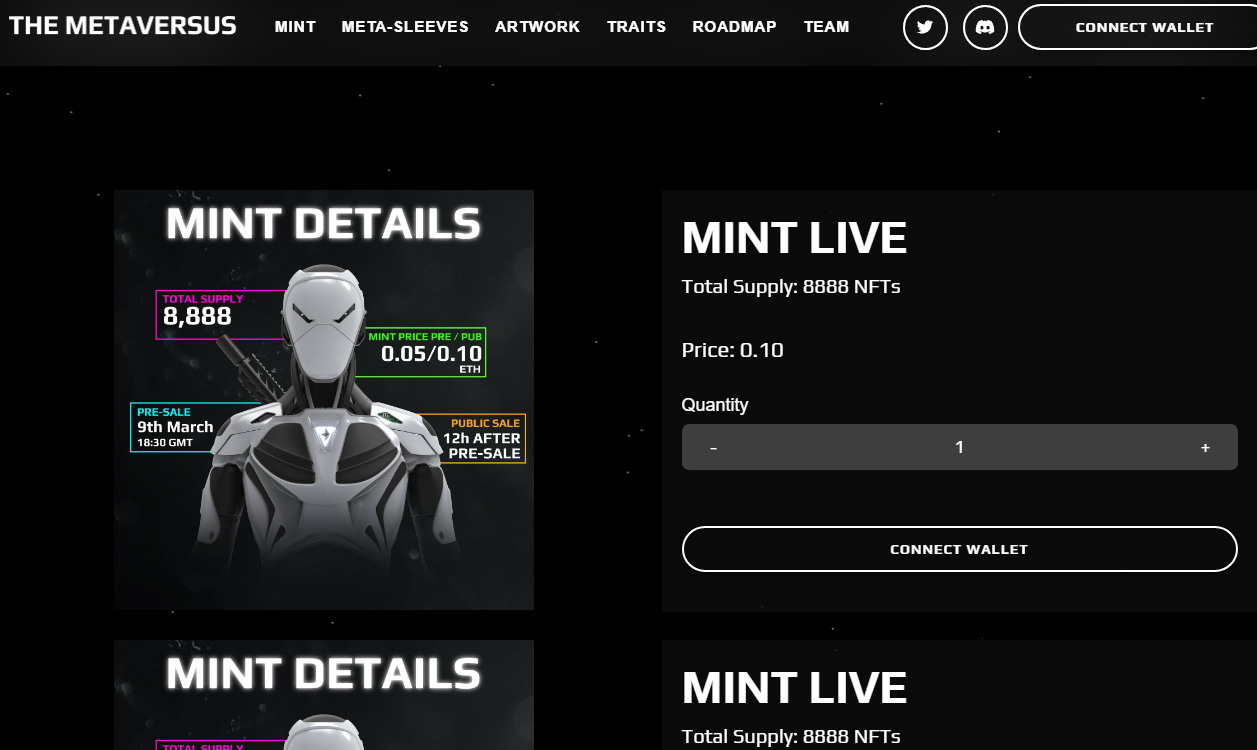 THE METAVERSUS MINT META-SLEEVES ARTWORK TRAITS ROADMAP TEAM CONNECT WALLET
MINT DETAILS
TOTAL SUPPLY
8,888
MINT PRICE PRE / PUB
0.05/0.10
ETH
PRE-SALE
9th March
18:30 GMT
PUBLIC SALE
12h AFTER
PRE-SALE
MINT LIVE
Total Supply: 8888 NFTs
Price: 0.10
Quantity
- 1 +
CONNECT WALLET
MINT DETAILS
TOTAL SUPPLY
MINT LIVE
Total Supply: 8888 NFTs